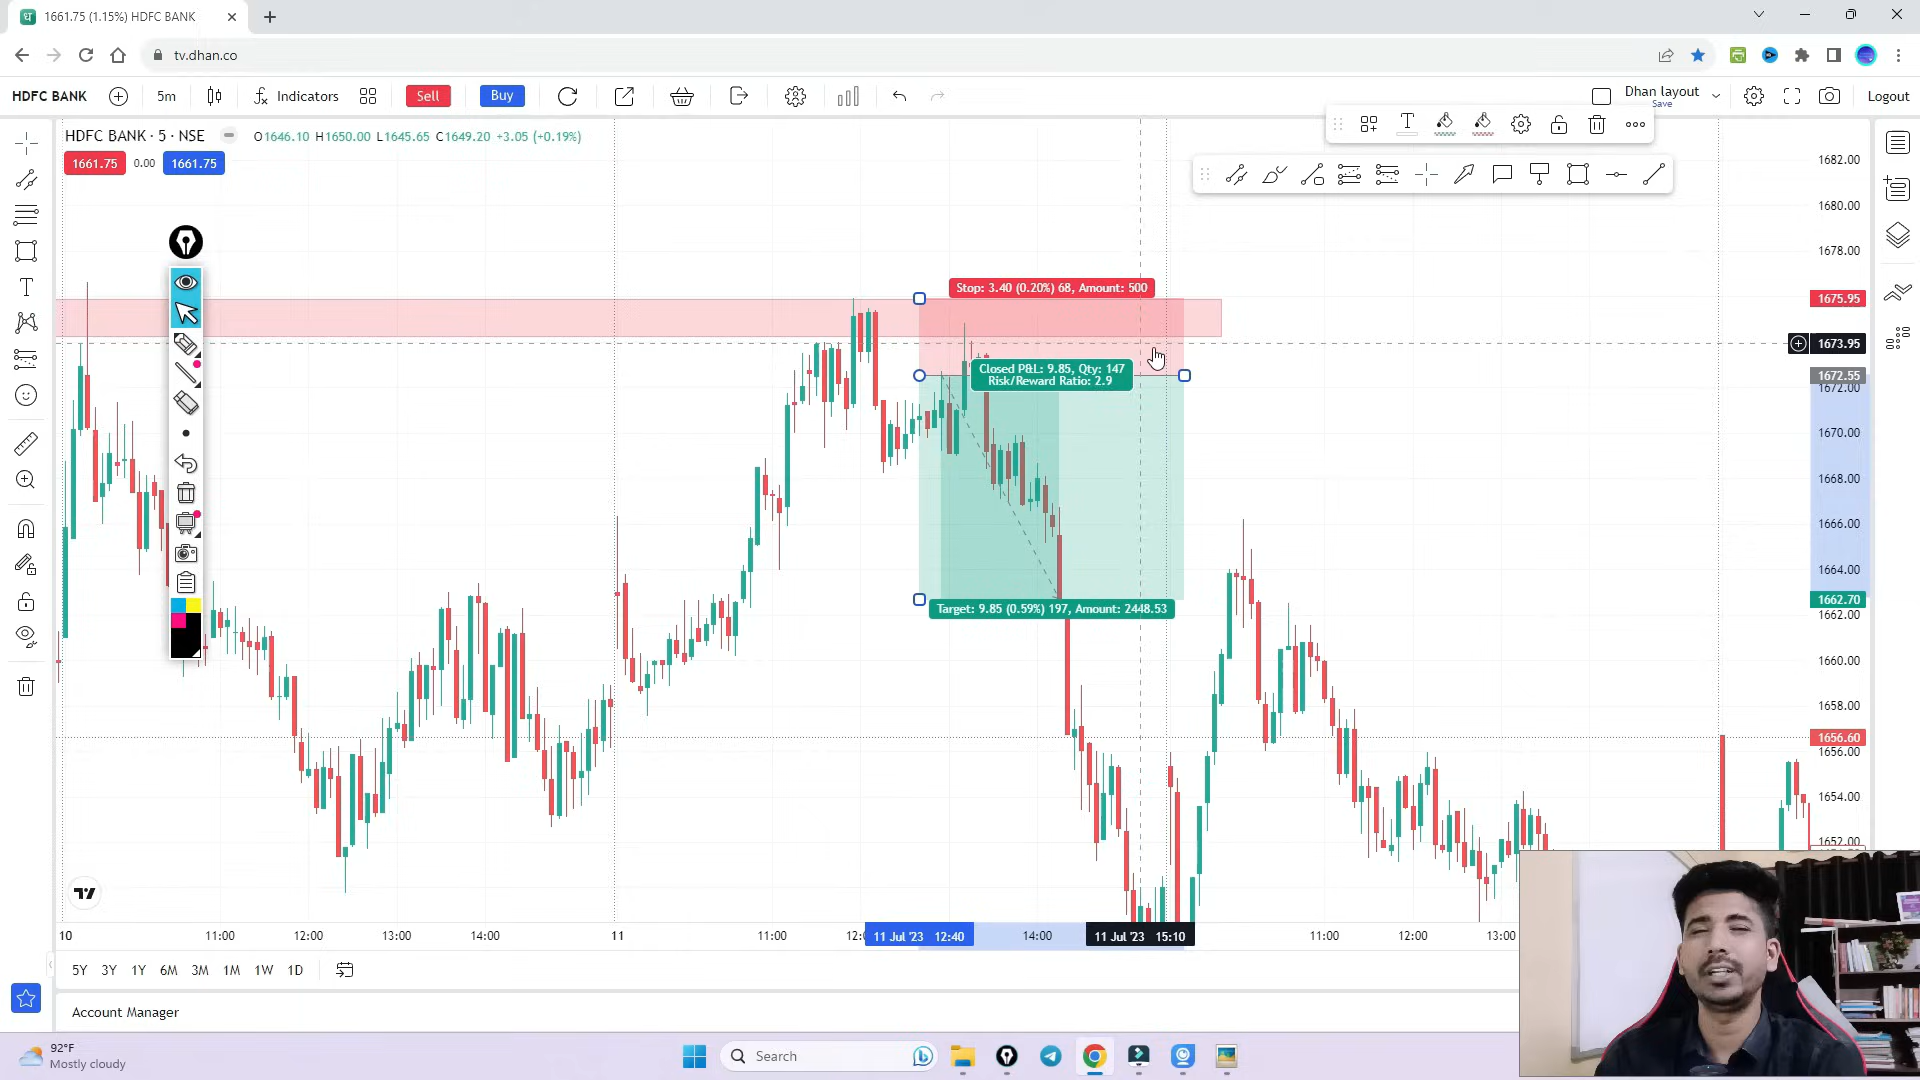 1661.75 (1.15%) HDFC BANK
tv.dhan.co
HDFC BANK
5m
Indicators
Sell
Buy
Dhan layout
Save
Logout
HDFC BANK · 5 · NSE
O1646.10 H1650.00 L1645.65 C1649.20 +3.05 (+0.19%)
1661.75
0.00
1661.75
Stop: 3.40 (0.20%) 68, Amount: 500
Closed P&L: 9.85, Qty: 147
Risk/Reward Ratio: 2.9
Target: 9.85 (0.59%) 197, Amount: 2448.53
1682.00
1680.00
1678.00
1675.95
1673.95
1672.55
1672.00
1670.00
1668.00
1666.00
1664.00
1662.70
1662.00
1660.00
1658.00
1656.60
1656.00
1654.00
1652.00
10
11:00
12:00
13:00
14:00
11
11:00
11 Jul '23 12:40
14:00
11 Jul '23 15:10
11:00
12:00
13:00
5Y
3Y
1Y
6M
3M
1M
1W
1D
Account Manager
92°F
Mostly cloudy
Search